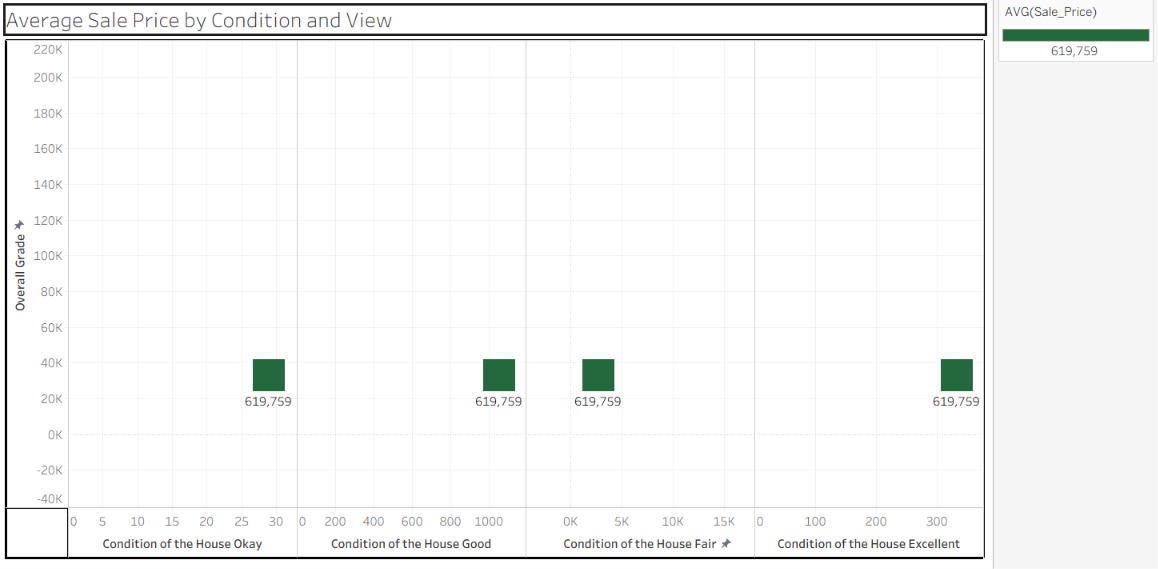 Average Sale Price by Condition and View
AVG(Sale_Price)
619,759
Overall Grade
220K
200K
180K
160K
140K
120K
100K
80K
60K
40K
20K
0K
-20K
-40K
619,759
619,759
619,759
619,759
0 5 10 15 20 25 30
0 200 400 600 800 1000
0K 5K 10K 15K
0 100 200 300
Condition of the House Okay
Condition of the House Good
Condition of the House Fair
Condition of the House Excellent